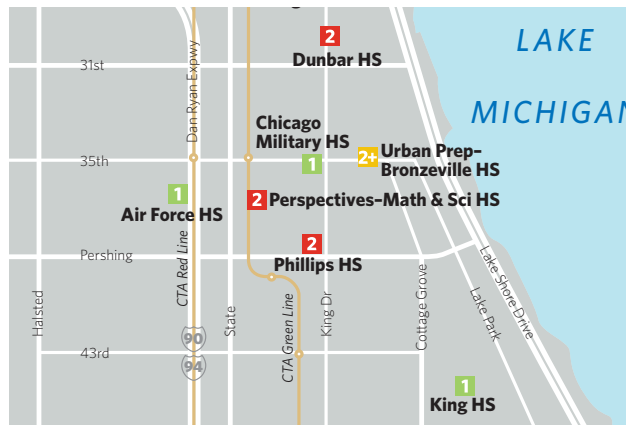 2
Dunbar HS
LAKE
MICHIGAN
31st
Dan Ryan Expwy
Chicago
Military HS
1
2+
Urban Prep–
Bronzeville HS
35th
1
Air Force HS
2
Perspectives–Math & Sci HS
2
Phillips HS
Pershing
CTA Red Line
Halsted
State
CTA Green Line
King Dr
Cottage Grove
Lake Park
Lake Shore Drive
90
94
43rd
1
King HS